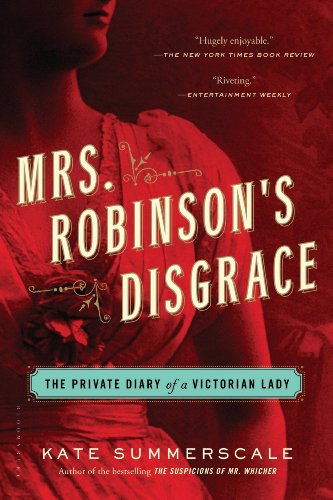 "Hugely enjoyable."
—THE NEW YORK TIMES BOOK REVIEW
"Riveting."
—ENTERTAINMENT WEEKLY
MRS.
ROBINSON'S
DISGRACE
THE PRIVATE DIARY of a VICTORIAN LADY
KATE SUMMERSCALE
Author of the bestselling THE SUSPICIONS OF MR. WHICHER
BLOOMSBURY